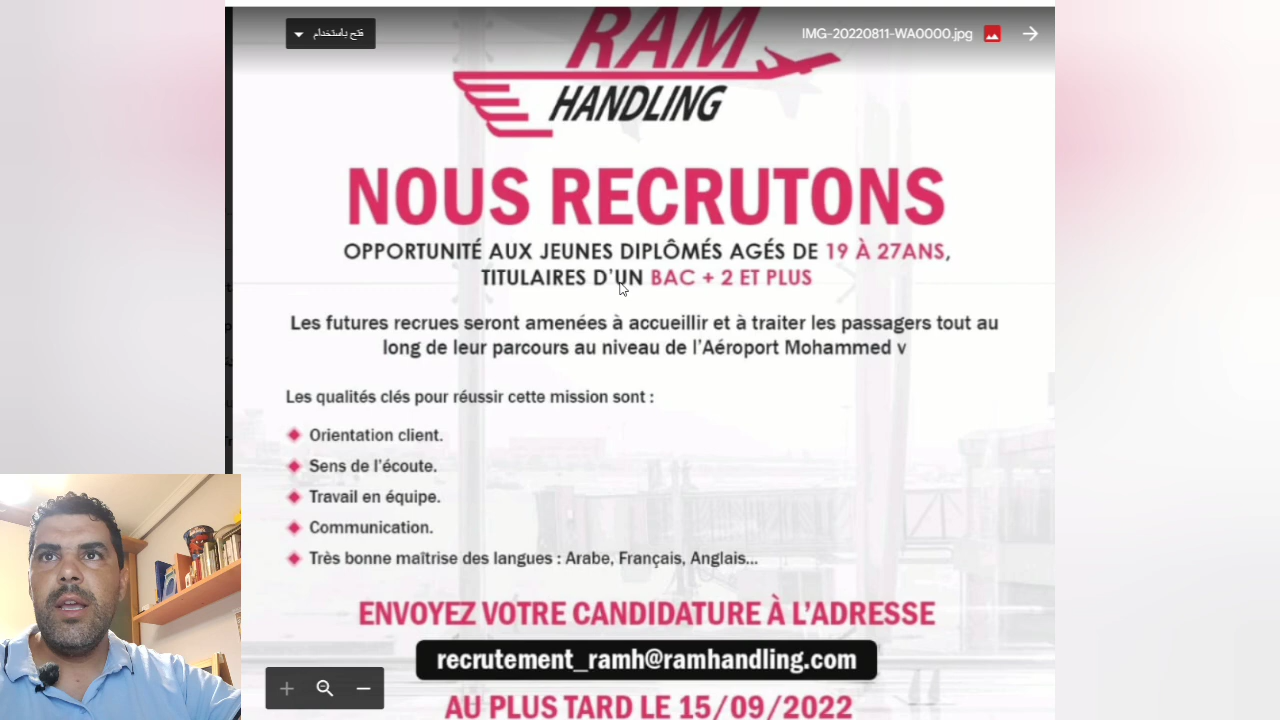 فتح باستخدام
IMG-20220811-WA0000.jpg
RAM
HANDLING
NOUS RECRUTONS
OPPORTUNITÉ AUX JEUNES DIPLÔMÉS AGÉS DE 19 À 27ANS,
TITULAIRES D'UN BAC + 2 ET PLUS
Les futures recrues seront amenées à accueillir et à traiter les passagers tout au
long de leur parcours au niveau de l'Aéroport Mohammed v
Les qualités clés pour réussir cette mission sont :
Orientation client.
Sens de l'écoute.
Travail en équipe.
Communication.
Très bonne maîtrise des langues : Arabe, Français, Anglais...
ENVOYEZ VOTRE CANDIDATURE À L'ADRESSE
recrutement_ramh@ramhandling.com
AU PLUS TARD LE 15/09/2022